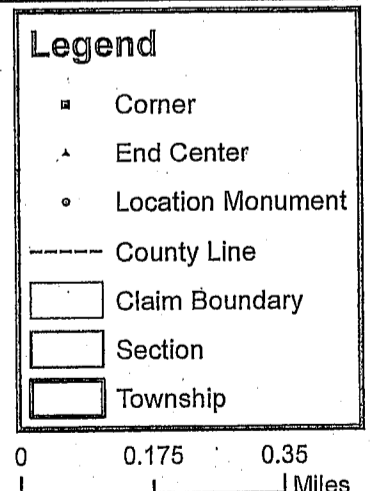 Legend
Corner
End Center
Location Monument
County Line
Claim Boundary
Section
Township
0 0.175 0.35
Miles